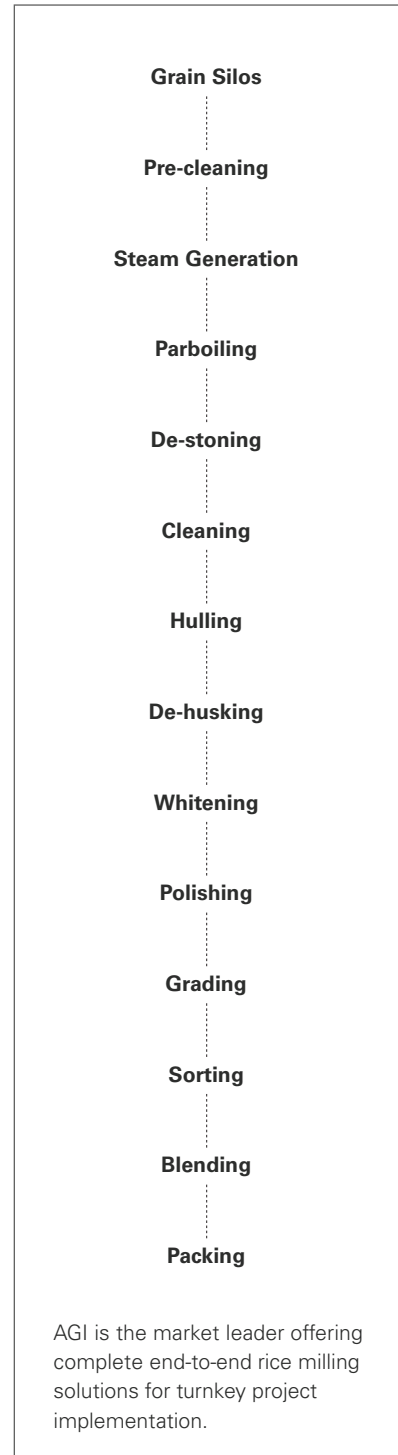 Grain Silos
Pre-cleaning
Steam Generation
Parboiling
De-stoning
Cleaning
Hulling
De-husking
Whitening
Polishing
Grading
Sorting
Blending
Packing
AGI is the market leader offering
complete end-to-end rice milling
solutions for turnkey project
implementation.